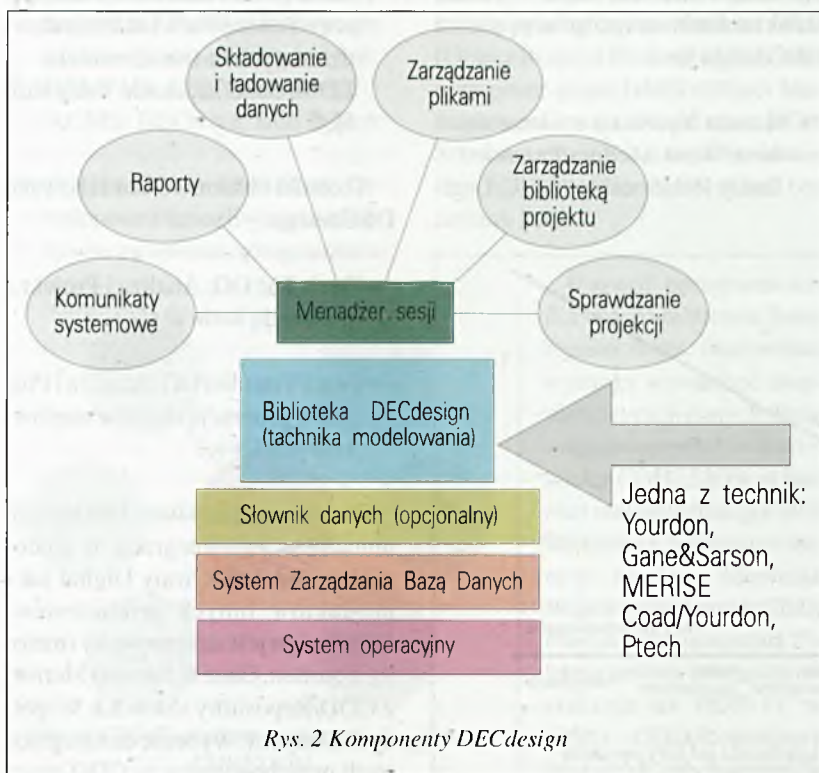 Składowanie
i ładowanie
danych
Zarządzanie
plikami
Raporty
Zarządzanie
biblioteką
projektu
Komunikaty
systemowe
Menadżer sesji
Sprawdzanie
projekcji
Biblioteka DECdesign
(tachnika modelowania)
Jedna z technik:
Yourdon,
Gane&Sarson,
MERISE
Coad/Yourdon,
Ptech
Słownik danych (opcjonalny)
System Zarządzania Bazą Danych
System operacyjny
Rys. 2 Komponenty DECdesign